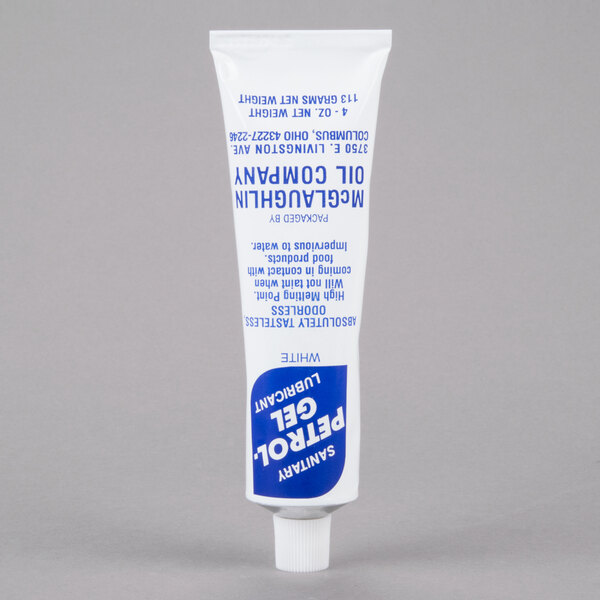 SANITARY
PETROL-
GEL
LUBRICANT
WHITE
ABSOLUTELY TASTELESS,
ODORLESS
High Melting Point.
Will not taint when
coming in contact with
food products.
Impervious to water.
PACKAGED BY
McGLAUGHLIN
OIL COMPANY
3750 E. LIVINGSTON AVE.
COLUMBUS, OHIO 43227-2246
4 - OZ. NET WEIGHT
113 GRAMS NET WEIGHT